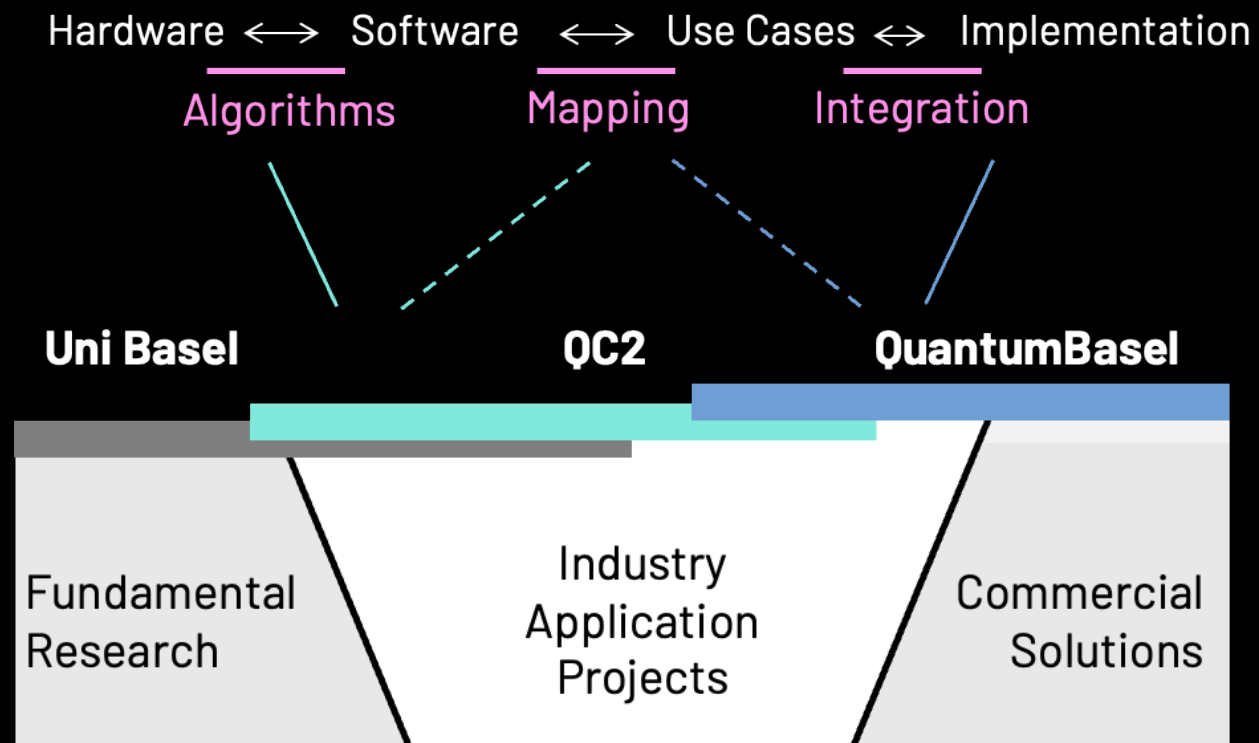 Hardware ⟷ Software ⟷ Use Cases ⟷ Implementation
Algorithms Mapping Integration
Uni Basel QC2 QuantumBasel
Fundamental
Research
Industry
Application
Projects
Commercial
Solutions